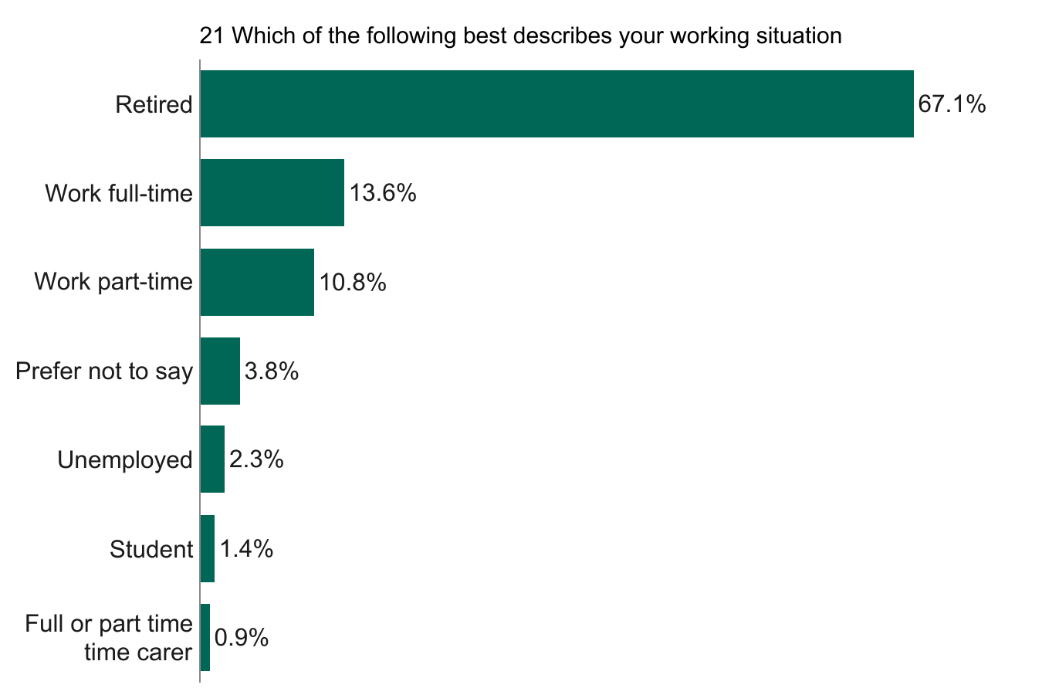 21 Which of the following best describes your working situation
Retired
67.1%
Work full-time
13.6%
Work part-time
10.8%
Prefer not to say
3.8%
Unemployed
2.3%
Student
1.4%
Full or part time
time carer
0.9%